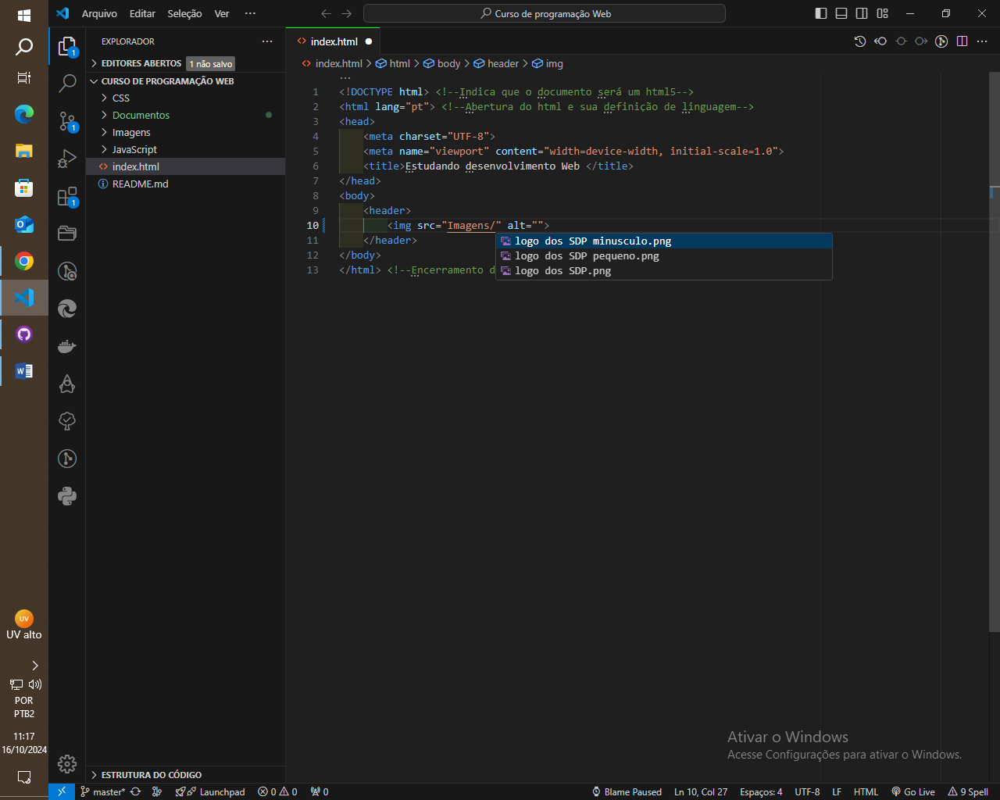 Arquivo Editar Seleção Ver ···
Curso de programação Web
EXPLORADOR ···
EDITORES ABERTOS 1 não salvo
CURSO DE PROGRAMAÇÃO WEB
CSS
Documentos
Imagens
JavaScript
index.html
README.md
ESTRUTURA DO CÓDIGO
1
1
1
index.html
index.html > html > body > header > img
···
1 <!DOCTYPE html> <!--Indica que o documento será um html5-->
2 <html lang="pt"> <!--Abertura do html e sua definição de linguagem-->
3 <head>
4 <meta charset="UTF-8">
5 <meta name="viewport" content="width=device-width, initial-scale=1.0">
6 <title>Estudando desenvolvimento Web </title>
7 </head>
8 <body>
9 <header>
10 <img src="Imagens/" alt="">
11 </header>
12 </body>
13 </html> <!--Encerramento d
logo dos SDP minusculo.png
logo dos SDP pequeno.png
logo dos SDP.png
Ativar o Windows
Acesse Configurações para ativar o Windows.
UV
UV alto
POR
PTB2
11:17
16/10/2024
master* Launchpad 0 0 0 Blame Paused Ln 10, Col 27 Espaços: 4 UTF-8 LF HTML Go Live 9 Spell